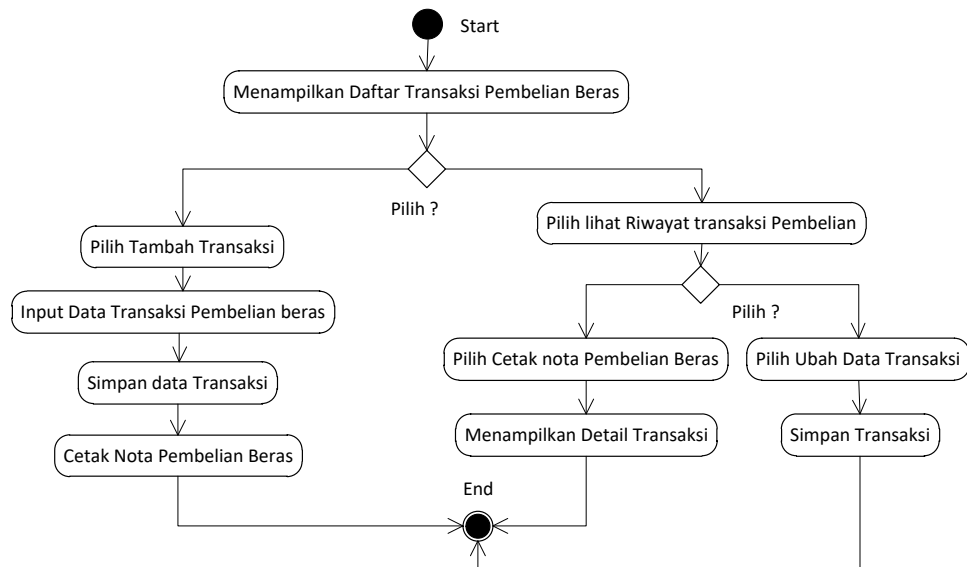 Start
Menampilkan Daftar Transaksi Pembelian Beras
Pilih ?
Pilih Tambah Transaksi
Input Data Transaksi Pembelian beras
Simpan data Transaksi
Cetak Nota Pembelian Beras
Pilih lihat Riwayat transaksi Pembelian
Pilih ?
Pilih Cetak nota Pembelian Beras
Menampilkan Detail Transaksi
Pilih Ubah Data Transaksi
Simpan Transaksi
End